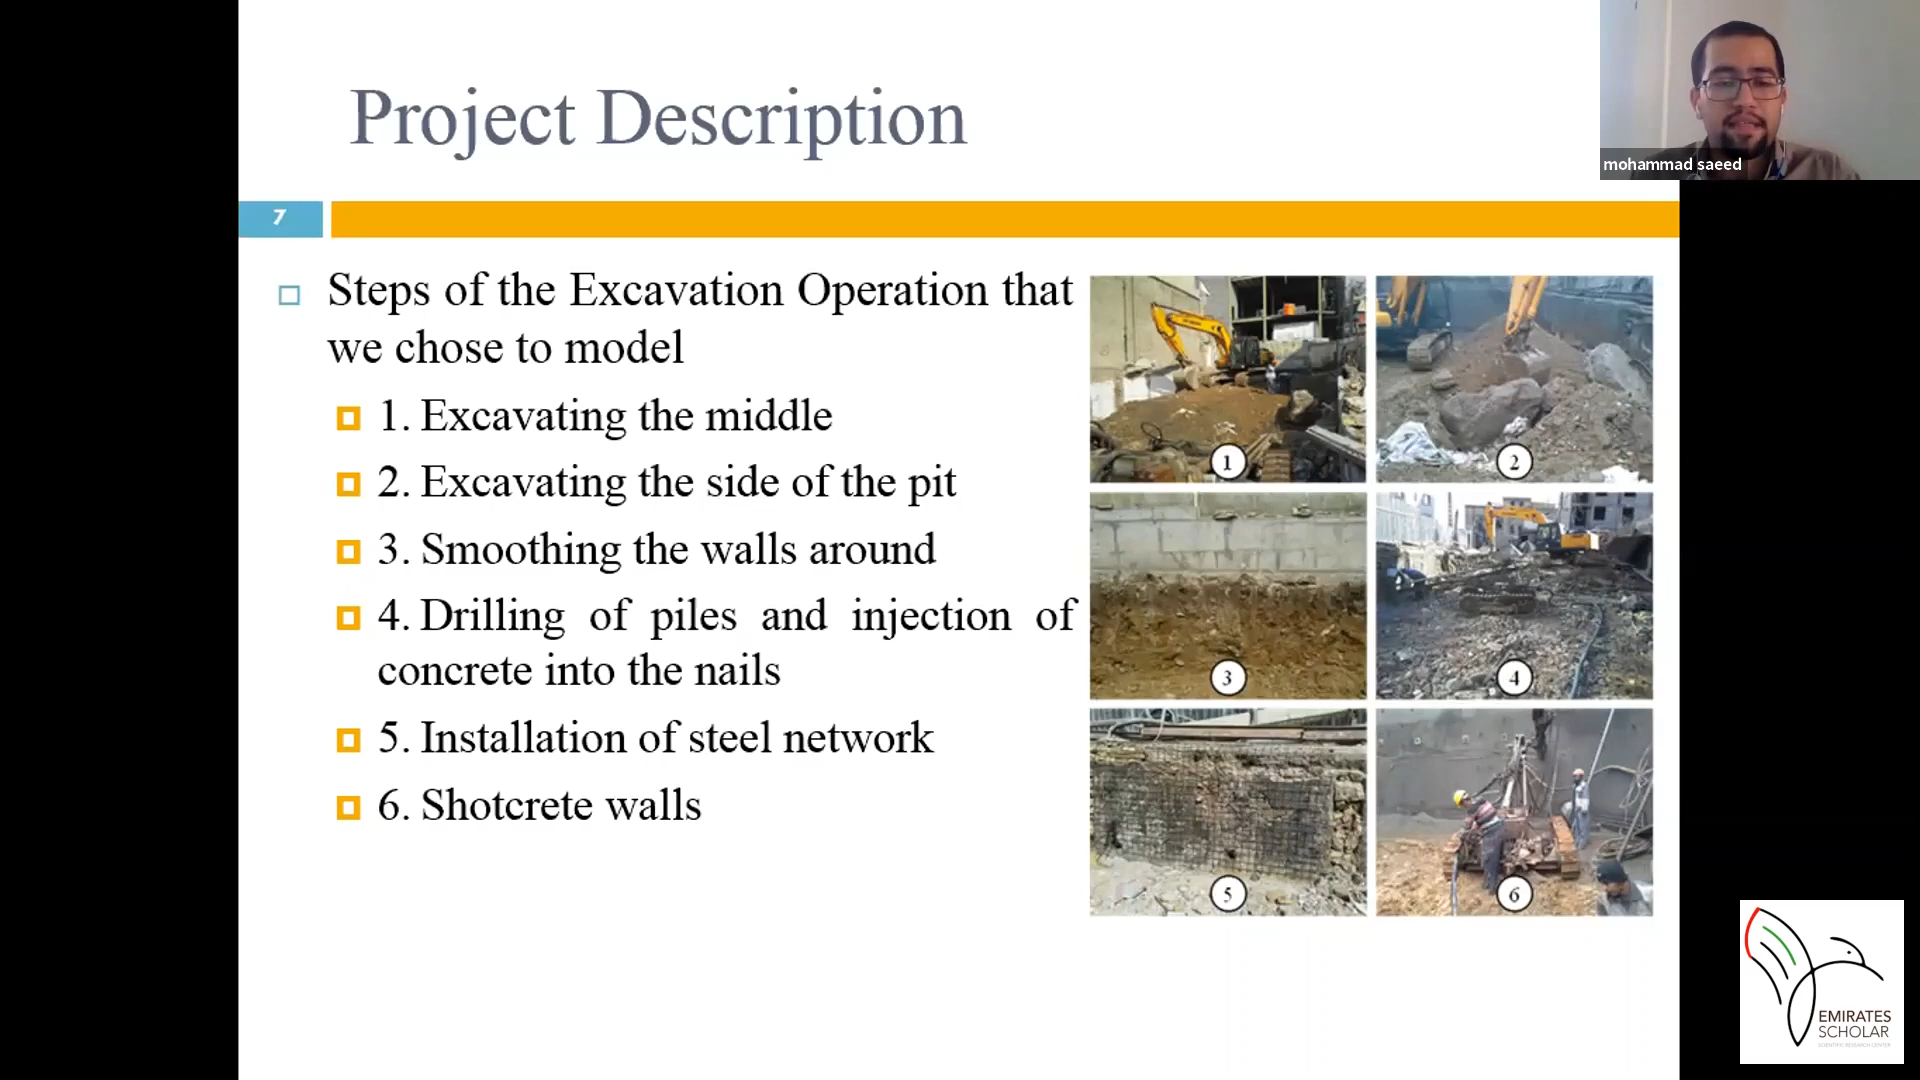 Project Description
mohammad saeed
7
Steps of the Excavation Operation that
we chose to model
1. Excavating the middle
2. Excavating the side of the pit
3. Smoothing the walls around
4. Drilling of piles and injection of
concrete into the nails
5. Installation of steel network
6. Shotcrete walls
1
2
3
4
5
6
EMIRATES
SCHOLAR
SCIENTIFIC RESEARCH CENTER